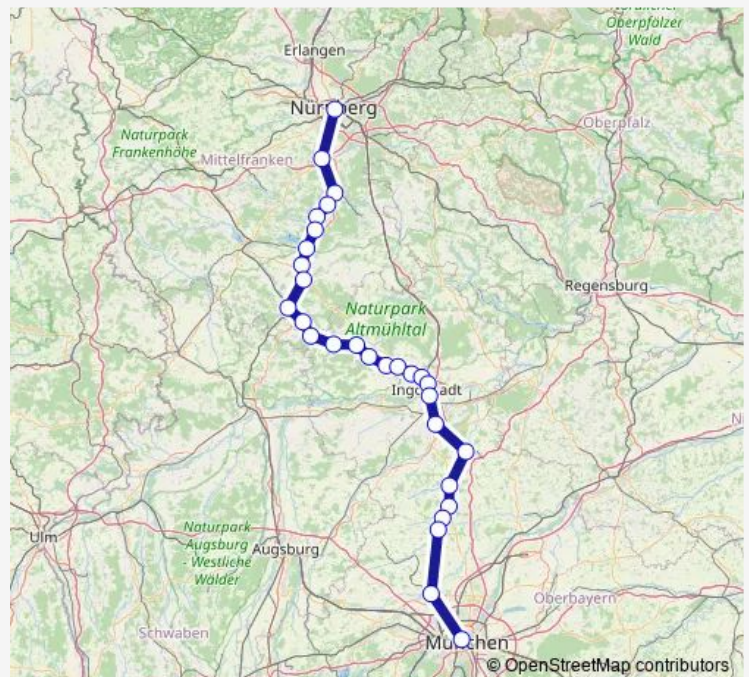 Oberpfälzer
Wald
Erlangen
Oberpfalz
Naturpark
Frankenhöhe
Mittelfranken
Regensburg
Naturpark
Altmühltal
Ulm
Naturpark
Augsburg
- Westliche
Wälder
Augsburg
Oberbayern
Schwaben
© OpenStreetMap contributors